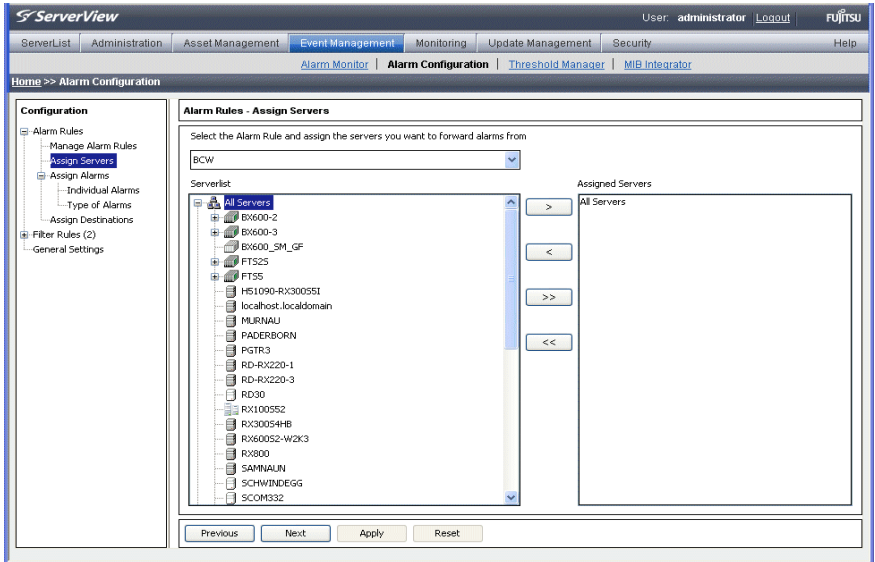 ServerView
User: administrator Logout
FUJITSU
ServerList Administration Asset Management Event Management Monitoring Update Management Security Help
Alarm Monitor | Alarm Configuration | Threshold Manager | MIB Integrator
Home >> Alarm Configuration
Configuration
Alarm Rules
Manage Alarm Rules
Assign Servers
Assign Alarms
Individual Alarms
Type of Alarms
Assign Destinations
Filter Rules (2)
General Settings
Alarm Rules - Assign Servers
Select the Alarm Rule and assign the servers you want to forward alarms from
BCW
Serverlist
All Servers
BX600-2
BX600-3
BX600_SM_GF
FTS2S
FTS5
H51090-RX300S5I
localhost.localdomain
MURNAU
PADERBORN
PGTR3
RD-RX220-1
RD-RX220-3
RD30
RX100S52
RX300S4HB
RX600S2-W2K3
RX800
SAMNAUN
SCHWINDEGG
SCOM332
>
<
>>
<<
Assigned Servers
All Servers
Previous Next Apply Reset